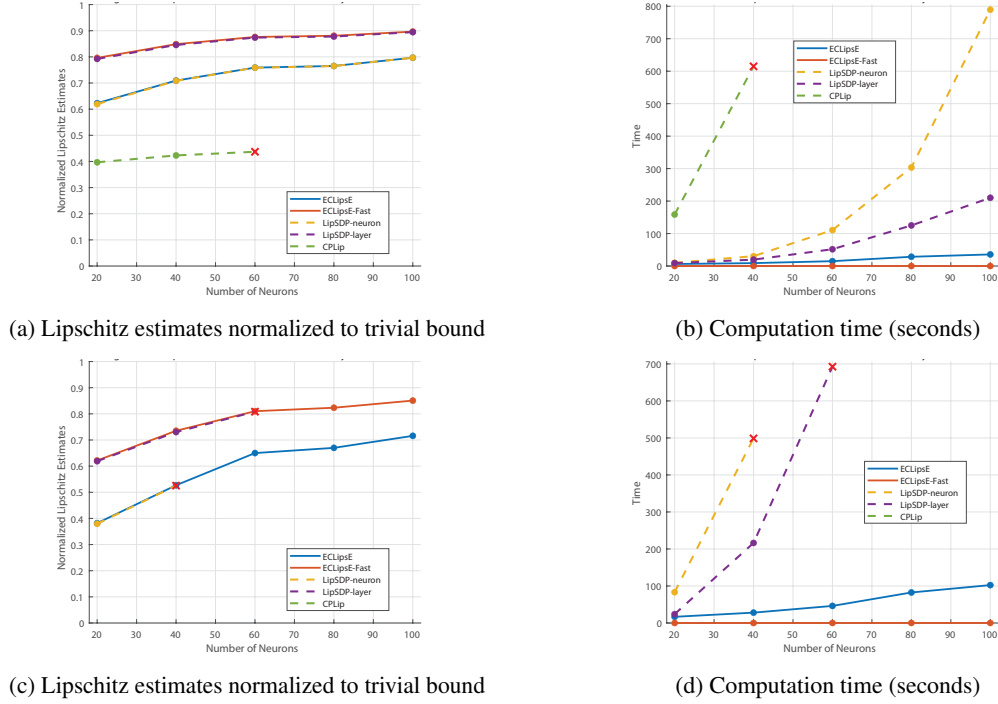 1
0.9
0.8
0.7
0.6
0.5
0.4
0.3
0.2
0.1
0
Normalized Lipschitz Estimates
ECLipsE
ECLipsE-Fast
LipSDP-neuron
LipSDP-layer
CPLip
20 30 40 50 60 70 80 90 100
Number of Neurons
(a) Lipschitz estimates normalized to trivial bound
800
700
600
500
400
300
200
100
0
Time
ECLipsE
ECLipsE-Fast
LipSDP-neuron
LipSDP-layer
CPLip
20 30 40 50 60 70 80 90 100
Number of Neurons
(b) Computation time (seconds)
1
0.9
0.8
0.7
0.6
0.5
0.4
0.3
0.2
0.1
0
Normalized Lipschitz Estimates
ECLipsE
ECLipsE-Fast
LipSDP-neuron
LipSDP-layer
CPLip
20 30 40 50 60 70 80 90 100
Number of Neurons
(c) Lipschitz estimates normalized to trivial bound
700
600
500
400
300
200
100
0
Time
ECLipsE
ECLipsE-Fast
LipSDP-neuron
LipSDP-layer
CPLip
20 30 40 50 60 70 80 90 100
Number of Neurons
(d) Computation time (seconds)